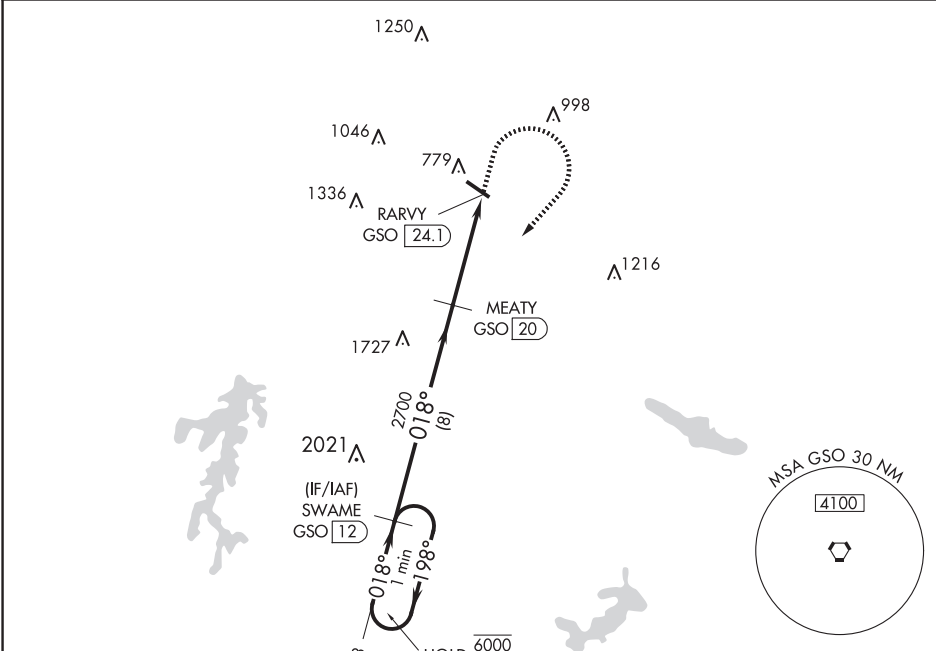 1250
998
1046
779
1336
RARVY
GSO 24.1
1216
MEATY
GSO 20
1727
2700
018°
(8)
2021
(IF/IAF)
SWAME
GSO 12
MSA GSO 30 NM
4100
018°
1 min
198°
HOLD 6000